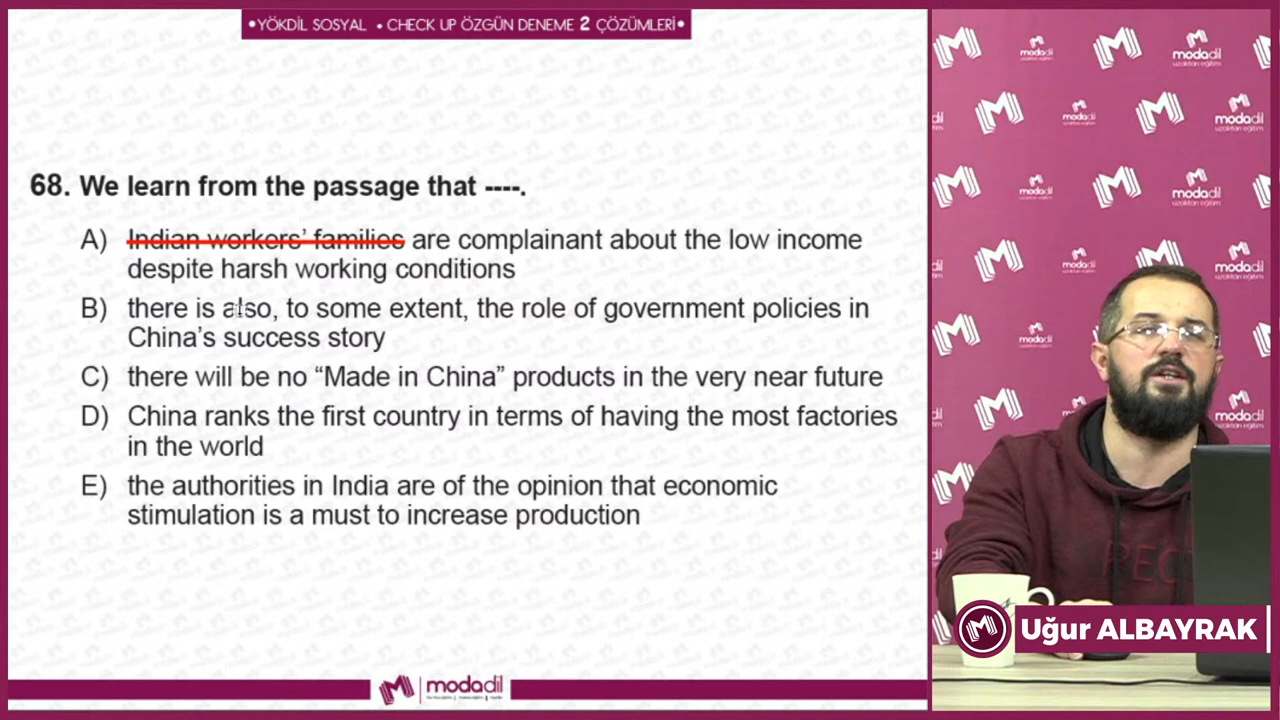 •YÖKDİL SOSYAL • CHECK UP ÖZGÜN DENEME 2 ÇÖZÜMLERİ•
68. We learn from the passage that ----.
A) Indian workers’ families are complainant about the low income
despite harsh working conditions
B) there is also, to some extent, the role of government policies in
China’s success story
C) there will be no “Made in China” products in the very near future
D) China ranks the first country in terms of having the most factories
in the world
E) the authorities in India are of the opinion that economic
stimulation is a must to increase production
modadil
modadil
uzaktan eğitim
Uğur ALBAYRAK